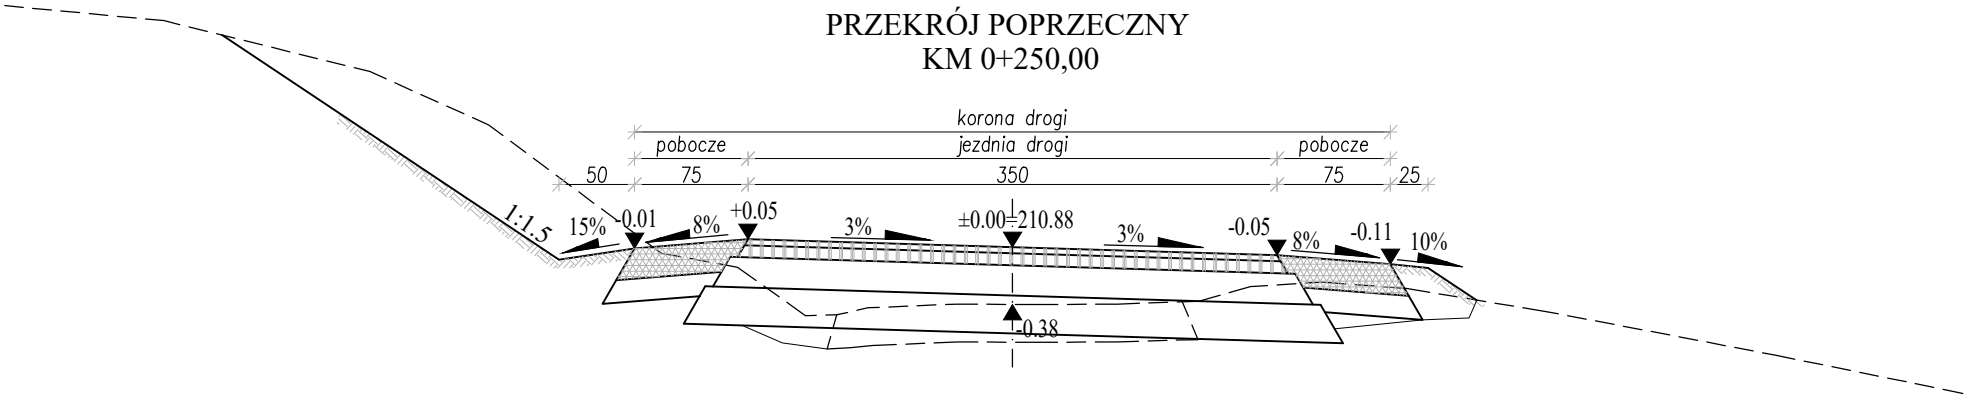 PRZEKRÓJ POPRZECZNY
KM 0+250,00
korona drogi
pobocze jezdnia drogi pobocze
50 75 350 75 25
1:1.5 15% -0.01 8% +0.05 3% ±0.00=210.88 3% -0.05 8% -0.11 10%
-0.38